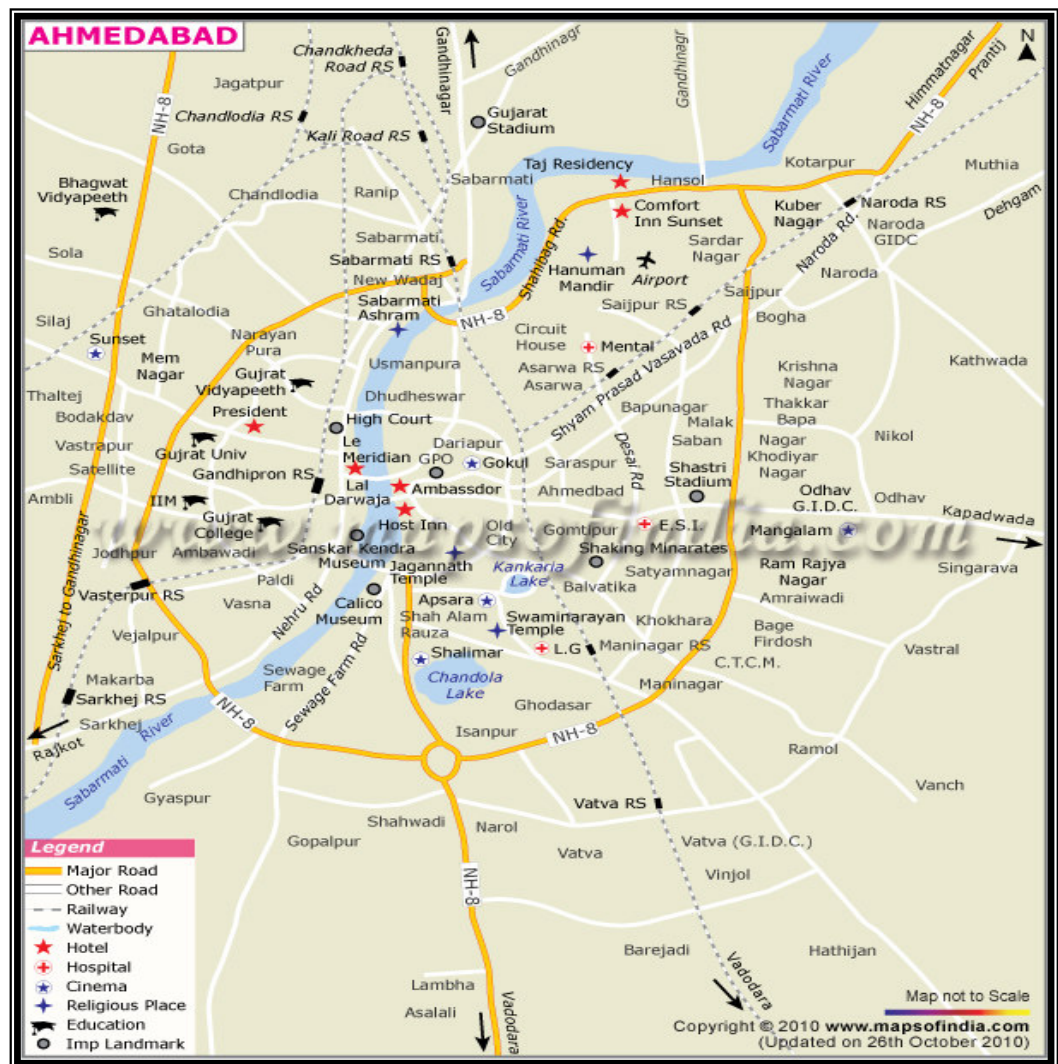 AHMEDABAD
N
Chandkheda
Road RS
Gandhinagar
Gandhinagr
Gandhinagr
Sabarmati River
Himmatnagar
Prantij
NH-8
NH-8
Jagatpur
Chandlodia RS
Gujarat
Stadium
Kali Road RS
Gota
Taj Residency
Kotarpur
Muthia
Bhagwat
Vidyapeeth
Chandlodia
Ranip
Sabarmati
Hansol
Dehgam
Comfort
Inn Sunset
Kuber
Nagar
Naroda RS
Naroda
GIDC
Sabarmati River
Shahibag Rd.
Naroda Rd.
Sola
Sabarmati
Sabarmati RS
Sardar
Nagar
Hanuman
Mandir
Airport
New Wadaj
Naroda
Sabarmati
Ashram
Saijpur RS
Saijpur
Bogha
Ghatalodia
NH-8
Silaj
Sunset
Narayan
Pura
Circuit
House
Mental
Shyam Prasad Vasavada Rd
Mem
Nagar
Usmanpura
Asarwa RS
Asarwa
Krishna
Nagar
Kathwada
Gujrat
Vidyapeeth
Thaltej
Dhudheswar
Bapunagar
Thakkar
Bapa
President
Bodakdav
High Court
Malak
Saban
Desai Rd
Vastrapur
Gujrat Univ
Le
Meridian
Dariapur
GPO
Nagar
Khodiyar
Nagar
Nikol
Satellite
Gandhipron RS
Gokul
Saraspur
Shastri
Stadium
Lal
Darwaja
Ambassdor
Ahmedbad
Odhav
G.I.D.C.
Odhav
Ambli
IIM
Host Inn
E.S.I.
Kapadwada
www.mapsofindia.com
Gujrat
College
Old
City
Gomtipur
Mangalam
Jodhpur
Ambawadi
Sanskar Kendra
Museum
Jagannath
Temple
Kankaria
Lake
Shaking Minarates
Satyamnagar
Ram Rajya
Nagar
Singarava
Sarkhej to Gandhinagar
Vasterpur RS
Paldi
Balvatika
Amraiwadi
Vasna
Nehru Rd
Calico
Museum
Apsara
Shah Alam
Rauza
Swaminarayan
Temple
Khokhara
Bage
Firdosh
Vejalpur
Shalimar
L.G
Maninagar RS
Vastral
C.T.C.M.
Makarba
Sewage
Farm
Sewage Farm Rd
Chandola
Lake
Maninagar
Sarkhej RS
Ghodasar
Sarkhej
NH-8
Isanpur
NH-8
Rajkot
Sabarmati
River
Ramol
Gyaspur
Vatva RS
Vanch
Shahwadi
Narol
Gopalpur
Vatva
Vatva (G.I.D.C.)
Vinjol
NH-8
Legend
Major Road
Other Road
Railway
Waterbody
Hotel
Hospital
Cinema
Religious Place
Education
Imp Landmark
Barejadi
Hathijan
Vadodara
Lambha
Asalali
Vadodara
Map not to Scale
Copyright © 2010 www.mapsofindia.com
(Updated on 26th October 2010)